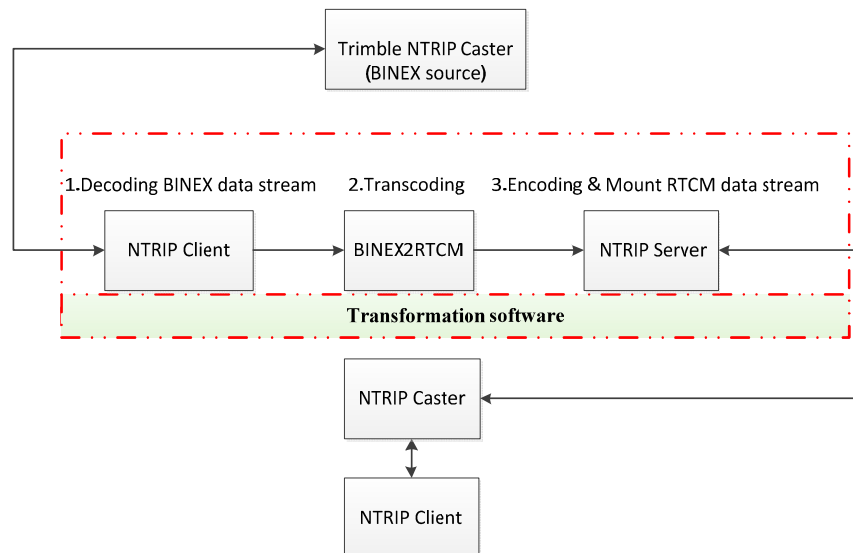 Trimble NTRIP Caster
(BINEX source)
1.Decoding BINEX data stream
2.Transcoding
3.Encoding & Mount RTCM data stream
NTRIP Client
BINEX2RTCM
NTRIP Server
Transformation software
NTRIP Caster
NTRIP Client